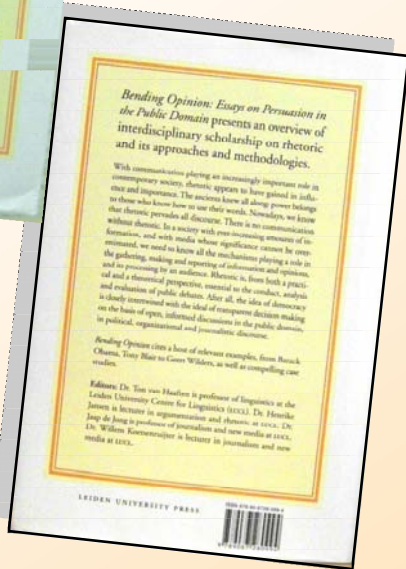 Bending Opinion: Essays on Persuasion in
the Public Domain presents an overview of
interdisciplinary scholarship on rhetoric
and its approaches and methodologies.
With communication playing an increasingly important role in
contemporary society, rhetoric appears to have gained in influ-
ence and importance. The ancients knew all along: power belongs
to those who know how to use their words. Nowadays, we know
that rhetoric pervades all discourse. There is no communication
without rhetoric. In a society with ever-increasing amounts of in-
formation, and with media whose significance cannot be over-
estimated, we need to know all the mechanisms playing a role in
the gathering, making and reporting of information and opinions,
and its processing by an audience. Rhetoric is, from both a practi-
cal and a theoretical perspective, essential to the conduct, analysis
and evaluation of public debates. After all, the idea of democracy
is closely intertwined with the ideal of transparent decision making
on the basis of open, informed discussions in the public domain,
in political, organizational and journalistic discourse.
Bending Opinion cites a host of relevant examples, from Barack
Obama, Tony Blair to Geert Wilders, as well as compelling case
studies.
Editors: Dr. Ton van Haaften is professor of linguistics at the
Leiden University Centre for Linguistics (LUCL). Dr. Henrike
Jansen is lecturer in argumentation and rhetoric at LUCL. Dr.
Jaap de Jong is professor of journalism and new media at LUCL.
Dr. Willem Koetsenruijter is lecturer in journalism and new
media at LUCL.
LEIDEN UNIVERSITY PRESS